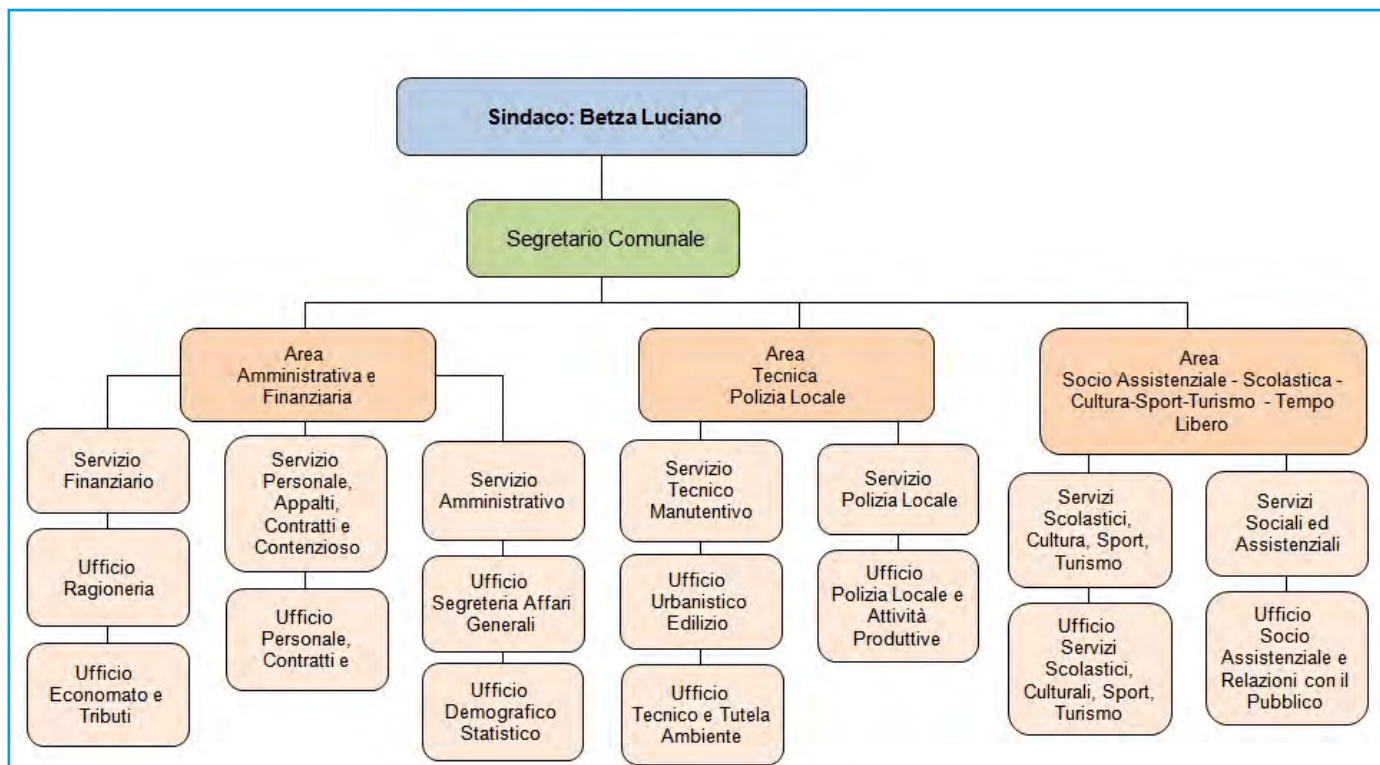 Sindaco: Betza Luciano
Segretario Comunale
Area
Amministrativa e
Finanziaria
Area
Tecnica
Polizia Locale
Area
Socio Assistenziale - Scolastica -
Cultura-Sport-Turismo - Tempo
Libero
Servizio
Finanziario
Servizio
Personale,
Appalti,
Contratti e
Contenzioso
Servizio
Amministrativo
Servizio
Tecnico
Manutentivo
Servizio
Polizia Locale
Servizi
Scolastici,
Cultura, Sport,
Turismo
Servizi
Sociali ed
Assistenziali
Ufficio
Ragioneria
Ufficio
Personale,
Contratti e
Ufficio
Segreteria Affari
Generali
Ufficio
Urbanistico
Edilizio
Ufficio
Polizia Locale e
Attività
Produttive
Ufficio
Servizi
Scolastici,
Culturali, Sport,
Turismo
Ufficio
Socio
Assistenziale e
Relazioni con il
Pubblico
Ufficio
Economato e
Tributi
Ufficio
Demografico
Statistico
Ufficio
Tecnico e Tutela
Ambiente